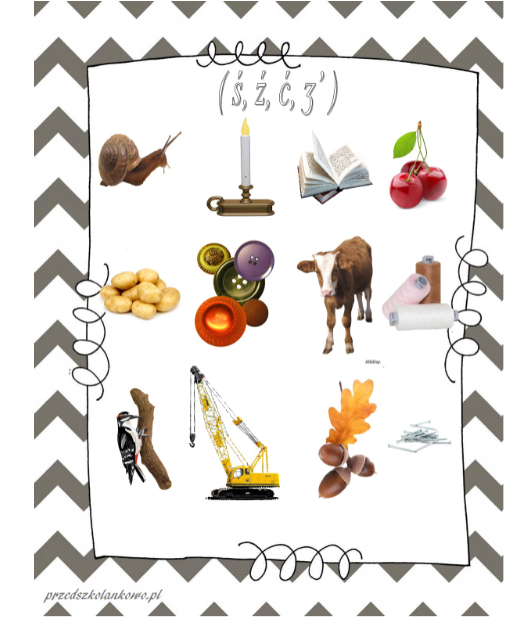 (ś, ź, ć, ʒ́)
przedszkolankowo.pl